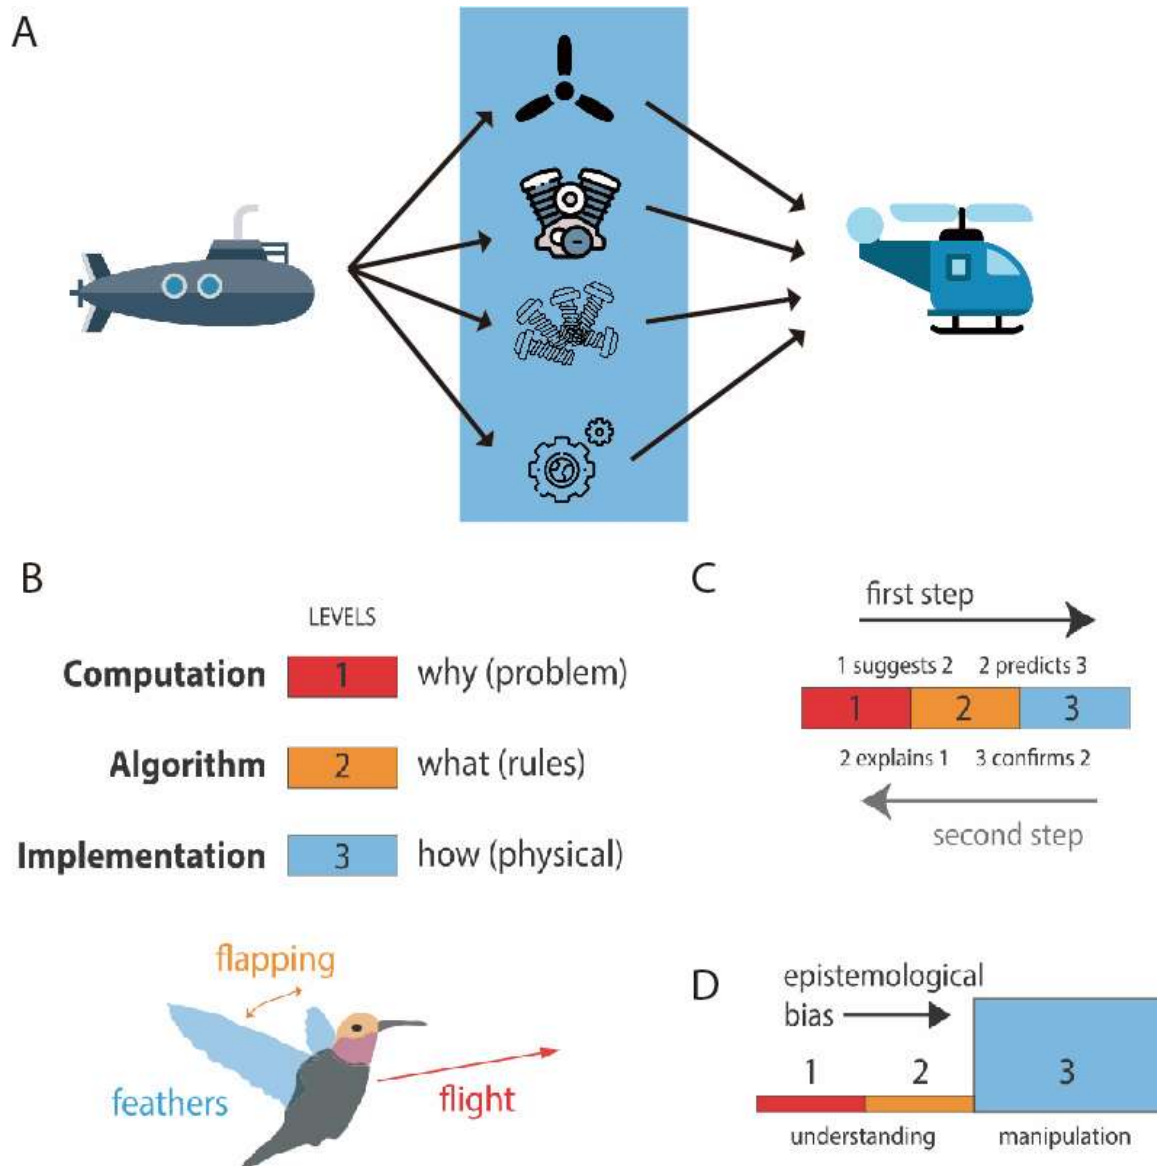 A
B
LEVELS
Computation 1 why (problem)
Algorithm 2 what (rules)
Implementation 3 how (physical)
flapping
feathers
flight
C
first step
1 suggests 2 2 predicts 3
1 2 3
2 explains 1 3 confirms 2
second step
D
epistemological
bias
1 2 3
understanding manipulation